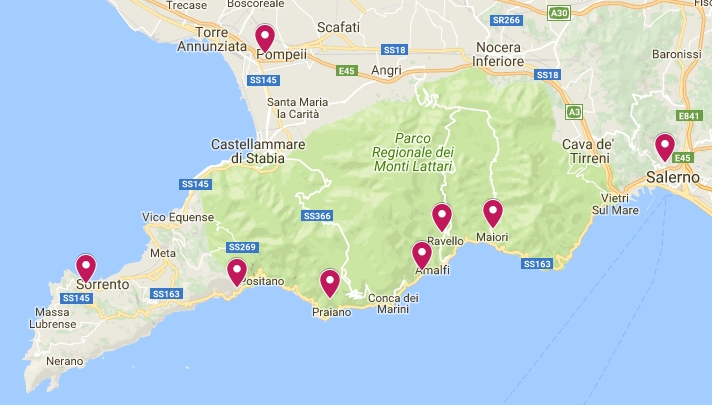 Trecase
Boscoreale
A30
Torre
Annunziata
Scafati
SR266
Pompeii
SS18
Nocera
Inferiore
Baronissi
SS145
E45
Angri
SS18
Santa Maria
la Carità
A3
E841
Castellammare
di Stabia
Parco
Regionale dei
Monti Lattari
Cava de'
Tirreni
E45
Salerno
SS145
Vietri
Sul Mare
Vico Equense
SS366
Ravello
Maiori
SS269
Meta
SS163
Amalfi
Sorrento
Positano
SS145
SS163
Conca dei
Marini
Massa
Lubrense
Praiano
Nerano